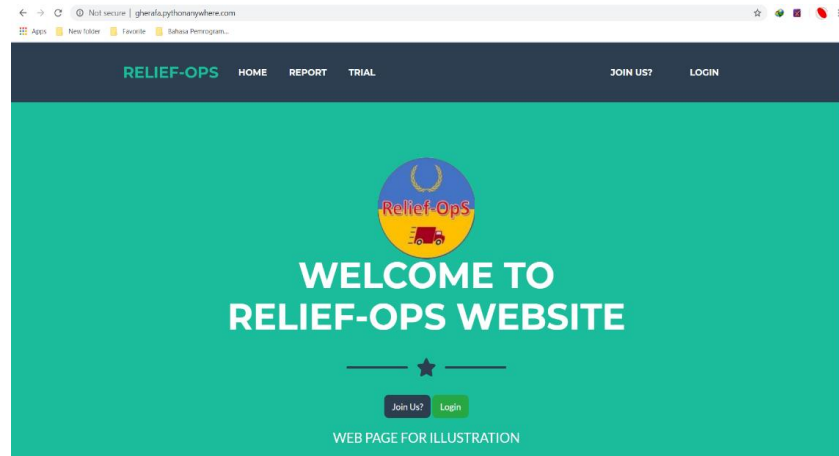 Not secure | gherafa.pythonanywhere.com
Apps New folder Favorite Bahasa Pemrogram...
RELIEF-OPS HOME REPORT TRIAL JOIN US? LOGIN
Relief-OpS
WELCOME TO
RELIEF-OPS WEBSITE
Join Us? Login
WEB PAGE FOR ILLUSTRATION